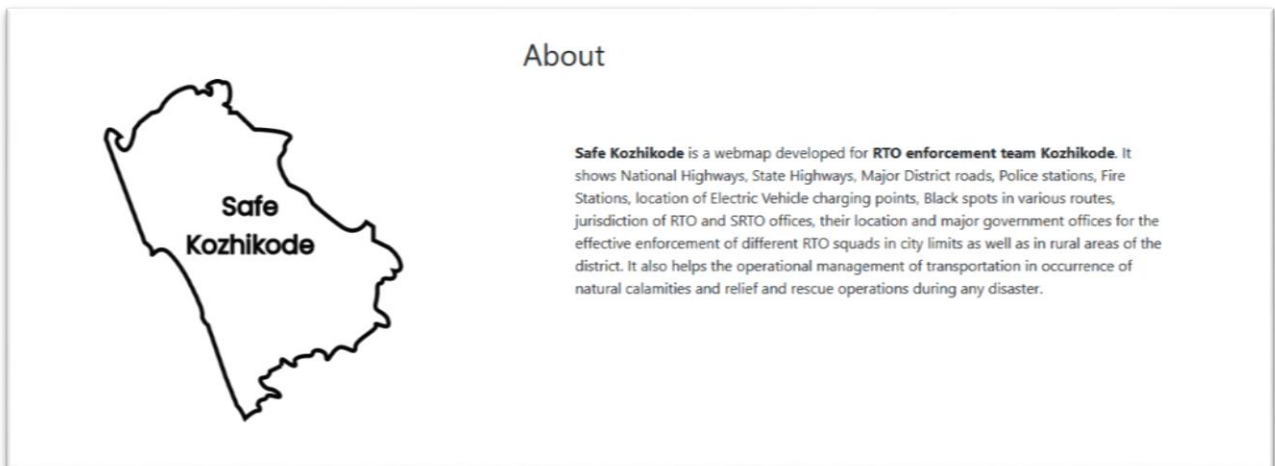 About
Safe
Kozhikode
Safe Kozhikode is a webmap developed for RTO enforcement team Kozhikode. It
shows National Highways, State Highways, Major District roads, Police stations, Fire
Stations, location of Electric Vehicle charging points, Black spots in various routes,
jurisdiction of RTO and SRTO offices, their location and major government offices for the
effective enforcement of different RTO squads in city limits as well as in rural areas of the
district. It also helps the operational management of transportation in occurrence of
natural calamities and relief and rescue operations during any disaster.